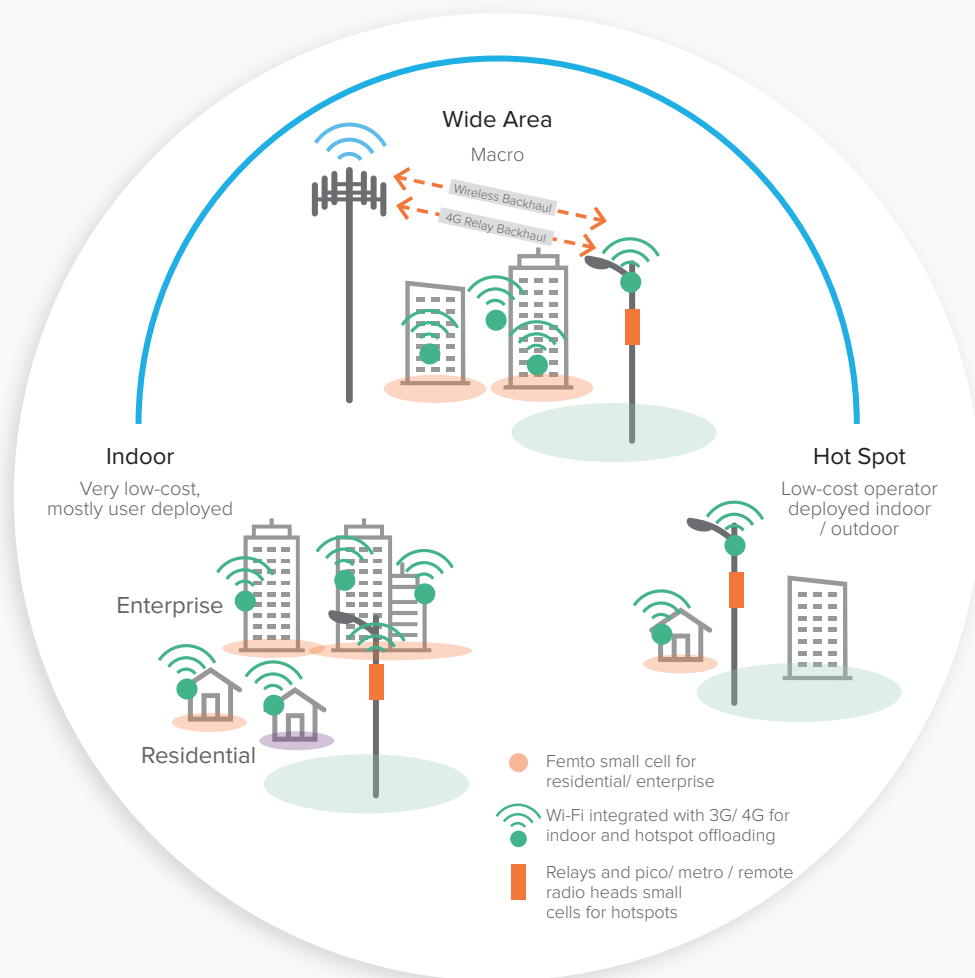 Wide Area
Macro
Wireless Backhaul
4G Relay Backhaul
Indoor
Very low-cost,
mostly user deployed
Hot Spot
Low-cost operator
deployed indoor
/ outdoor
Enterprise
Residential
Femto small cell for
residential/ enterprise
Wi-Fi integrated with 3G/ 4G for
indoor and hotspot offloading
Relays and pico/ metro / remote
radio heads small
cells for hotspots